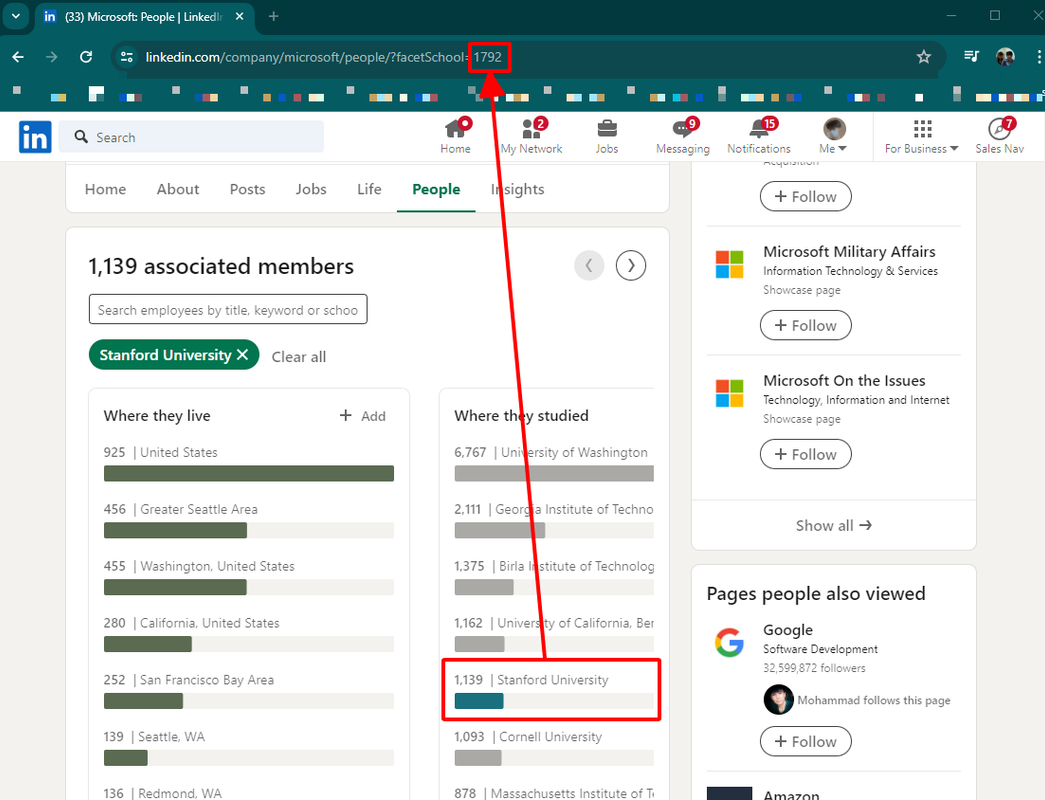 (33) Microsoft: People | LinkedIn
linkedin.com/company/microsoft/people/?facetSchool=1792
in
Search
Home
2
My Network
Jobs
9
Messaging
15
Notifications
Me
For Business
7
Sales Nav
Home
About
Posts
Jobs
Life
People
Insights
1,139 associated members
Search employees by title, keyword or schoo
Stanford University
Clear all
Where they live
+ Add
925 | United States
456 | Greater Seattle Area
455 | Washington, United States
280 | California, United States
252 | San Francisco Bay Area
139 | Seattle, WA
136 | Redmond, WA
Where they studied
6,767 | University of Washington
2,111 | Georgia Institute of Techno
1,375 | Birla Institute of Technolog
1,162 | University of California, Ber
1,139 | Stanford University
1,093 | Cornell University
878 | Massachusetts Institute of Te
Acquisition
+ Follow
Microsoft Military Affairs
Information Technology & Services
Showcase page
+ Follow
Microsoft On the Issues
Technology, Information and Internet
Showcase page
+ Follow
Show all →
Pages people also viewed
Google
Software Development
32,599,872 followers
Mohammad follows this page
+ Follow
Amazon